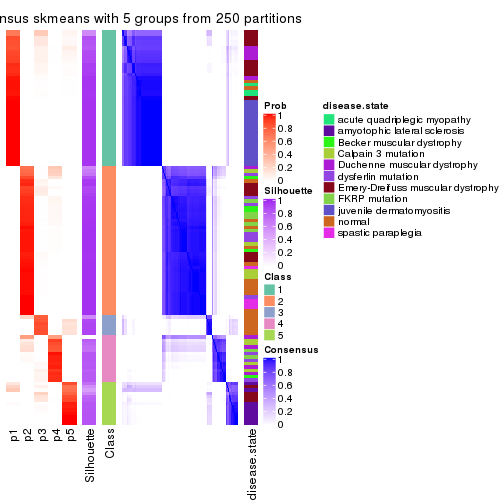 nsus skmeans with 5 groups from 250 partitions
Prob
1
0.8
0.6
0.4
0.2
0
Silhouette
1
0.8
0.6
0.4
0.2
0
Class
1
2
3
4
5
Consensus
1
0.8
0.6
0.4
0.2
0
disease.state
acute quadriplegic myopathy
amyotophic lateral sclerosis
Becker muscular dystrophy
Calpain 3 mutation
Duchenne muscular dystrophy
dysferlin mutation
Emery-Dreifuss muscular dystrophy
FKRP mutation
juvenile dermatomyositis
normal
spastic paraplegia
p1
p2
p3
p4
p5
Silhouette
Class
disease.state